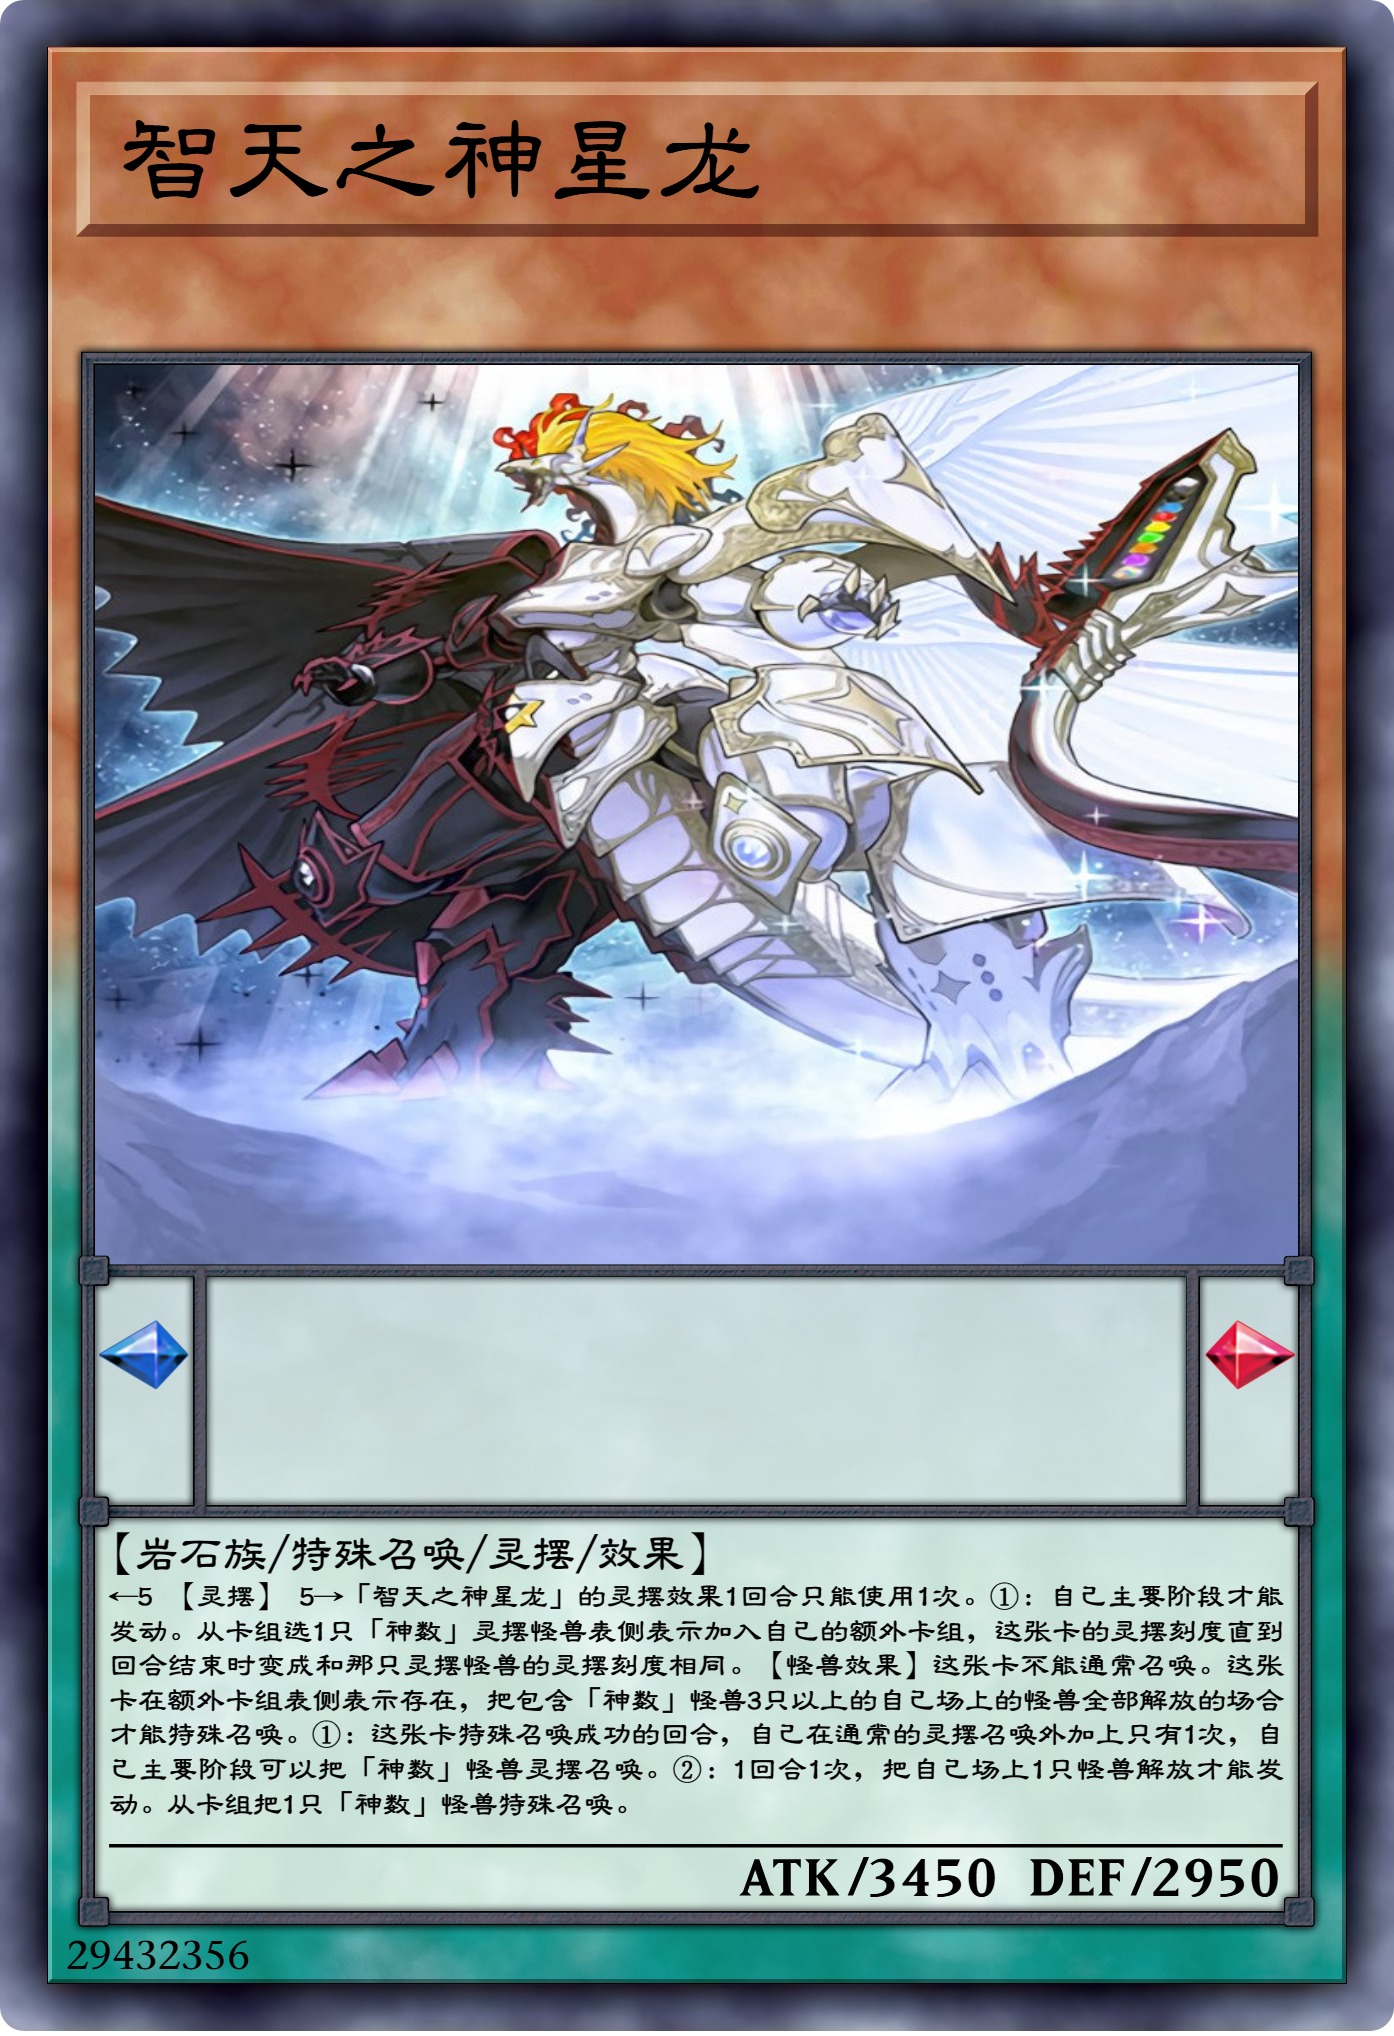 智天之神星龙
【岩石族/特殊召唤/灵摆/效果】
←5 【灵摆】 5→「智天之神星龙」的灵摆效果1回合只能使用1次。①：自己主要阶段才能
发动。从卡组选1只「神数」灵摆怪兽表侧表示加入自己的额外卡组，这张卡的灵摆刻度直到
回合结束时变成和那只灵摆怪兽的灵摆刻度相同。【怪兽效果】这张卡不能通常召唤。这张
卡在额外卡组表侧表示存在，把包含「神数」怪兽3只以上的自己场上的怪兽全部解放的场合
才能特殊召唤。①：这张卡特殊召唤成功的回合，自己在通常的灵摆召唤外加上只有1次，自
己主要阶段可以把「神数」怪兽灵摆召唤。②：1回合1次，把自己场上1只怪兽解放才能发
动。从卡组把1只「神数」怪兽特殊召唤。
ATK/3450 DEF/2950
29432356